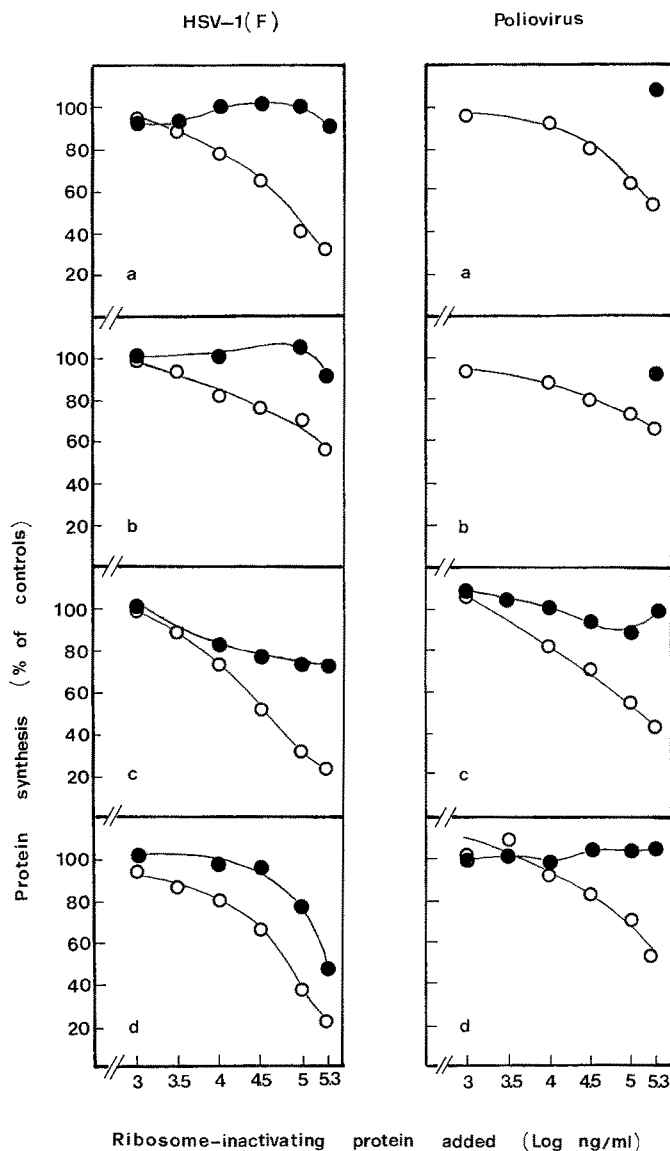 HSV-1(F) Poliovirus
100
80
60
40
20
a a
100
80
60
40
20
b b
100
80
60
40
20
c c
100
80
60
40
20
d d
3 3.5 4 4.5 5 5.3 3 3.5 4 4.5 5 5.3
Protein synthesis (% of controls)
Ribosome-inactivating protein added (Log ng/ml)